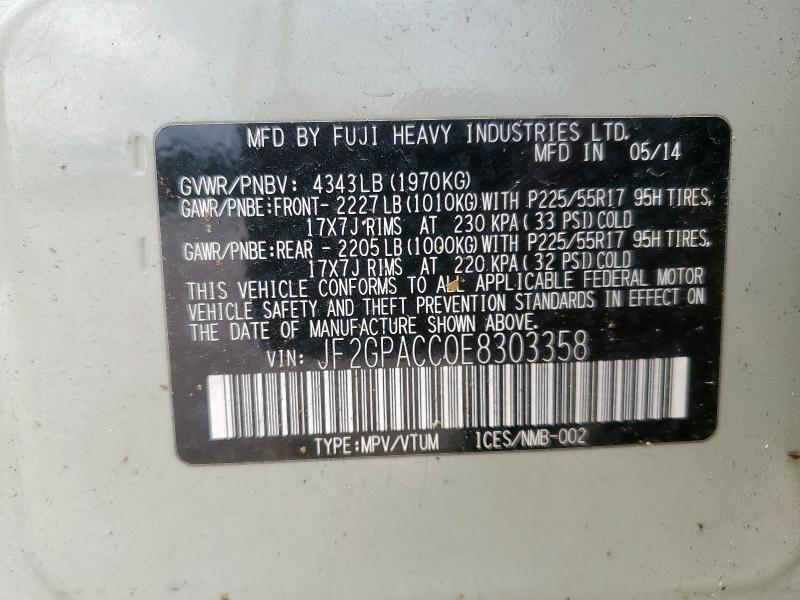 MFD BY FUJI HEAVY INDUSTRIES LTD.
MFD IN 05/14
GVWR/PNBV: 4343LB (1970KG)
GAWR/PNBE:FRONT- 2227LB (1010KG) WITH P225/55R17 95H TIRES,
17X7J RIMS AT 230 KPA (33 PSI) COLD
GAWR/PNBE:REAR - 2205LB (1000KG) WITH P225/55R17 95H TIRES,
17X7J RIMS AT 220 KPA (32 PSI) COLD
THIS VEHICLE CONFORMS TO ALL APPLICABLE FEDERAL MOTOR
VEHICLE SAFETY AND THEFT PREVENTION STANDARDS IN EFFECT ON
THE DATE OF MANUFACTURE SHOWN ABOVE.
VIN: JF2GPACC0E8303358
TYPE:MPV/VTUM ICES/NMB-002